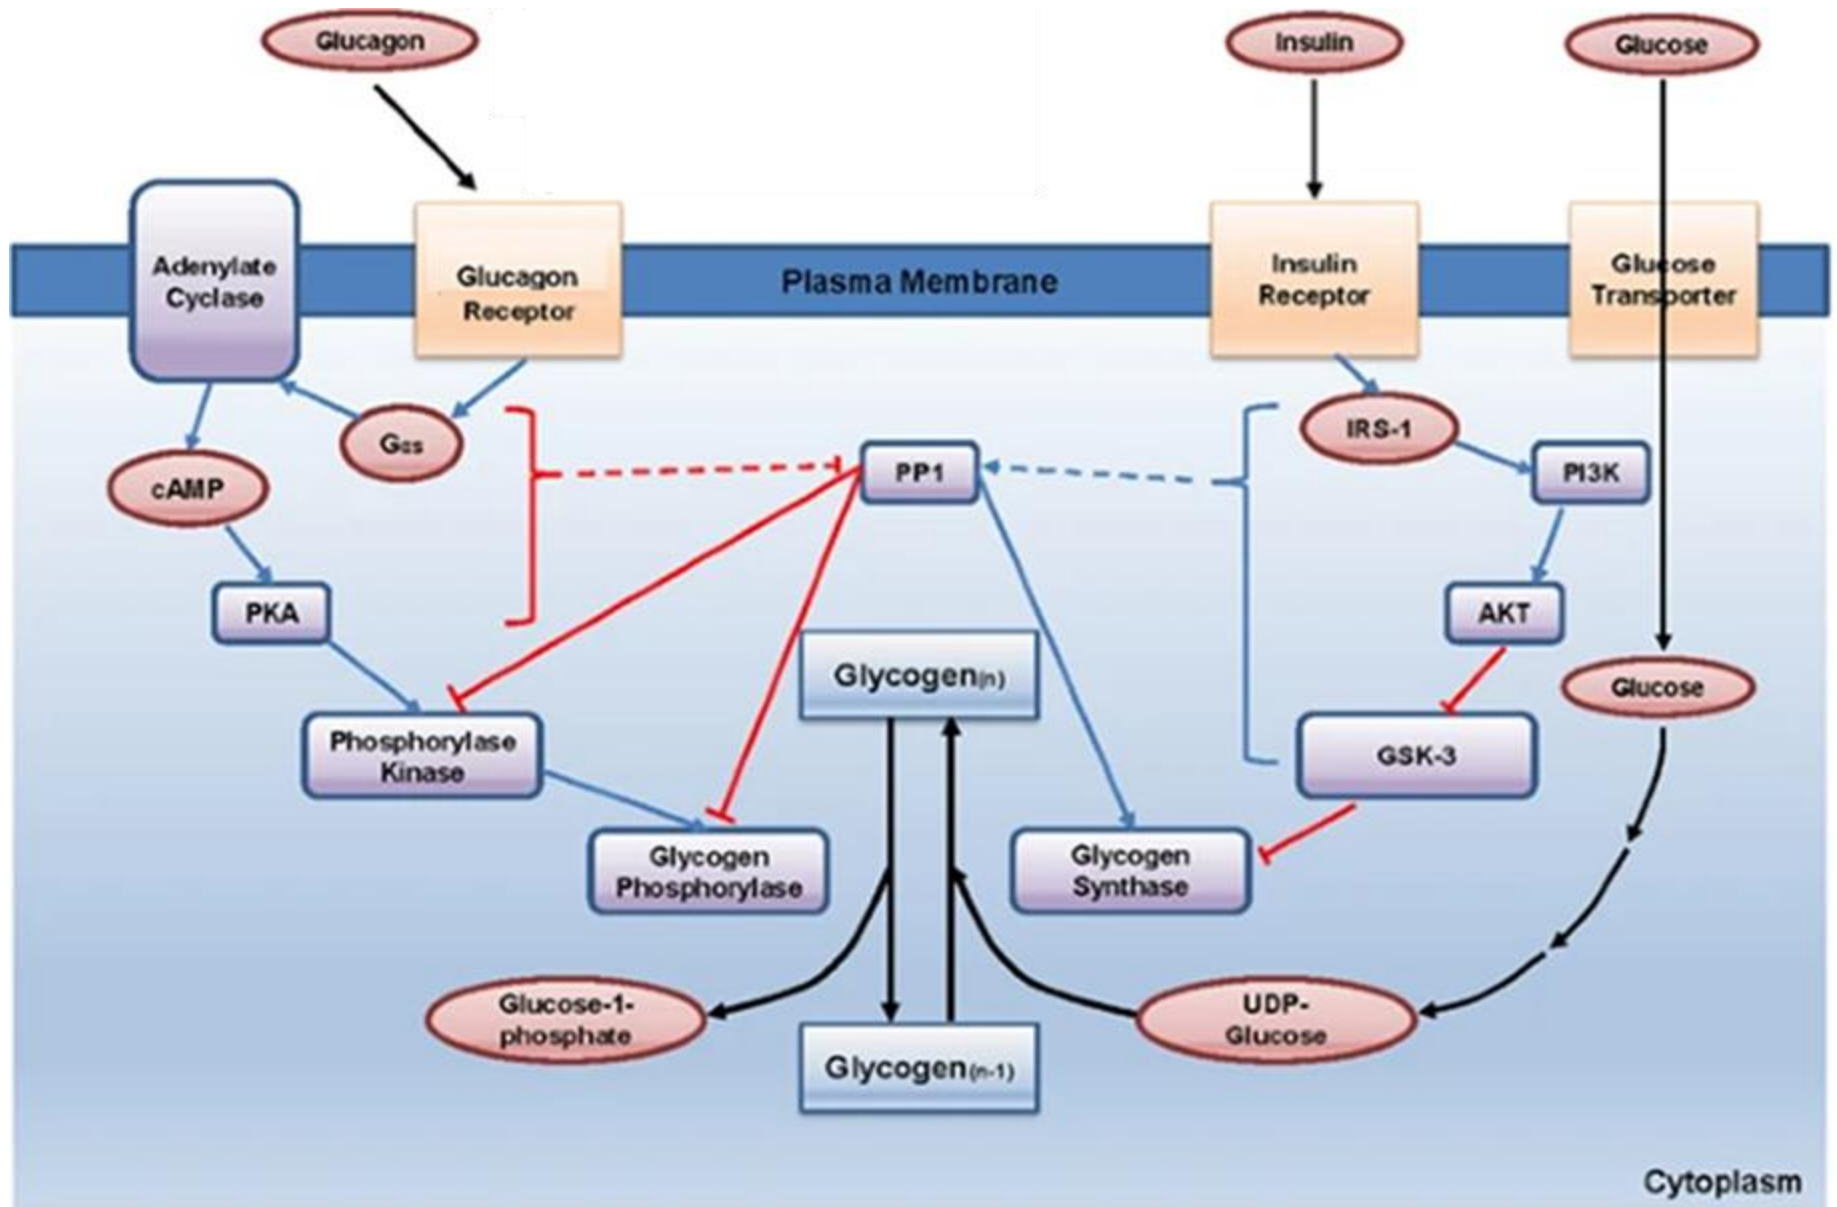 Glucagon
Insulin
Glucose
Adenylate
Cyclase
Glucagon
Receptor
Plasma Membrane
Insulin
Receptor
Glucose
Transporter
cAMP
Gαs
PP1
IRS-1
PI3K
PKA
AKT
Glycogen(n)
Glucose
Phosphorylase
Kinase
GSK-3
Glycogen
Phosphorylase
Glycogen
Synthase
Glucose-1-
phosphate
UDP-
Glucose
Glycogen(n-1)
Cytoplasm